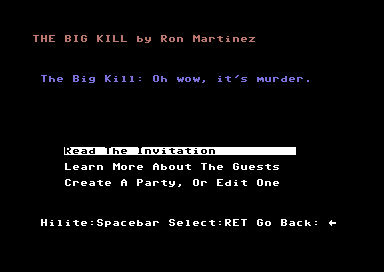 THE BIG KILL by Ron Martinez
The Big Kill: Oh wow, it's murder.
Read The Invitation
Learn More About The Guests
Create A Party, Or Edit One
Hilite:Spacebar Select:RET Go Back: ←